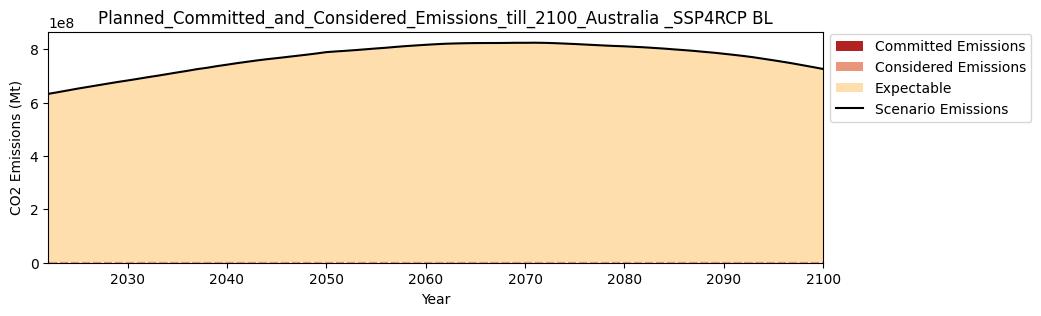 Planned_Committed_and_Considered_Emissions_till_2100_Australia _SSP4RCP BL
1e8
8
6
4
2
0
CO2 Emissions (Mt)
2030 2040 2050 2060 2070 2080 2090 2100
Year
Committed Emissions
Considered Emissions
Expectable
Scenario Emissions